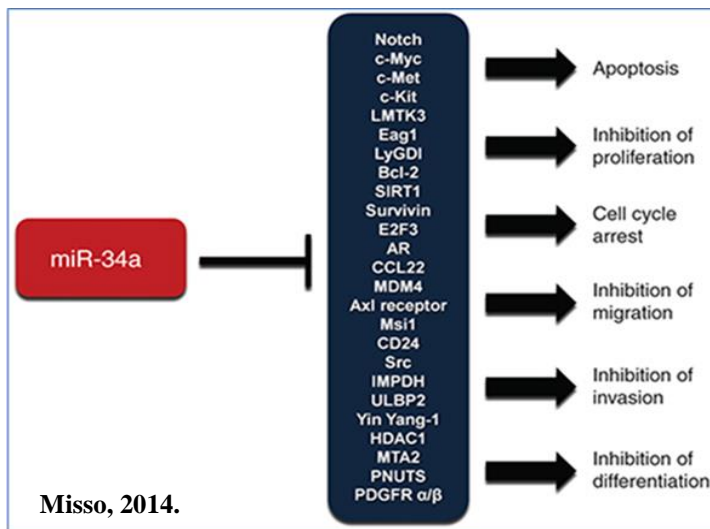 miR-34a
Notch
c-Myc
c-Met
c-Kit
LMTK3
Eag1
LyGDI
Bcl-2
SIRT1
Survivin
E2F3
AR
CCL22
MDM4
Axl receptor
Msi1
CD24
Src
IMPDH
ULBP2
Yin Yang-1
HDAC1
MTA2
PNUTS
PDGFR α/β
Apoptosis
Inhibition of
proliferation
Cell cycle
arrest
Inhibition of
migration
Inhibition of
invasion
Inhibition of
differentiation
Misso, 2014.